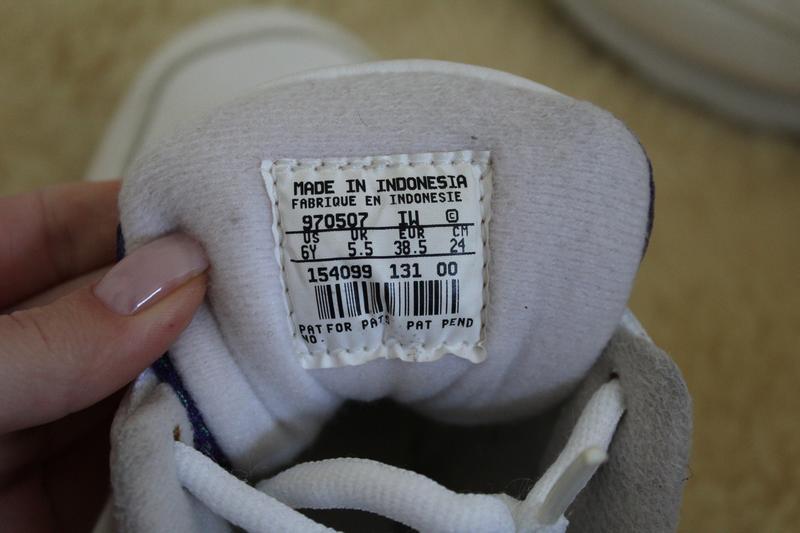 MADE IN INDONESIA
FABRIQUE EN INDONESIE
970507 IW ©
US UK EUR CM
6Y 5.5 38.5 24
154099 131 00
PAT FOR PATS PAT PEND
NO.